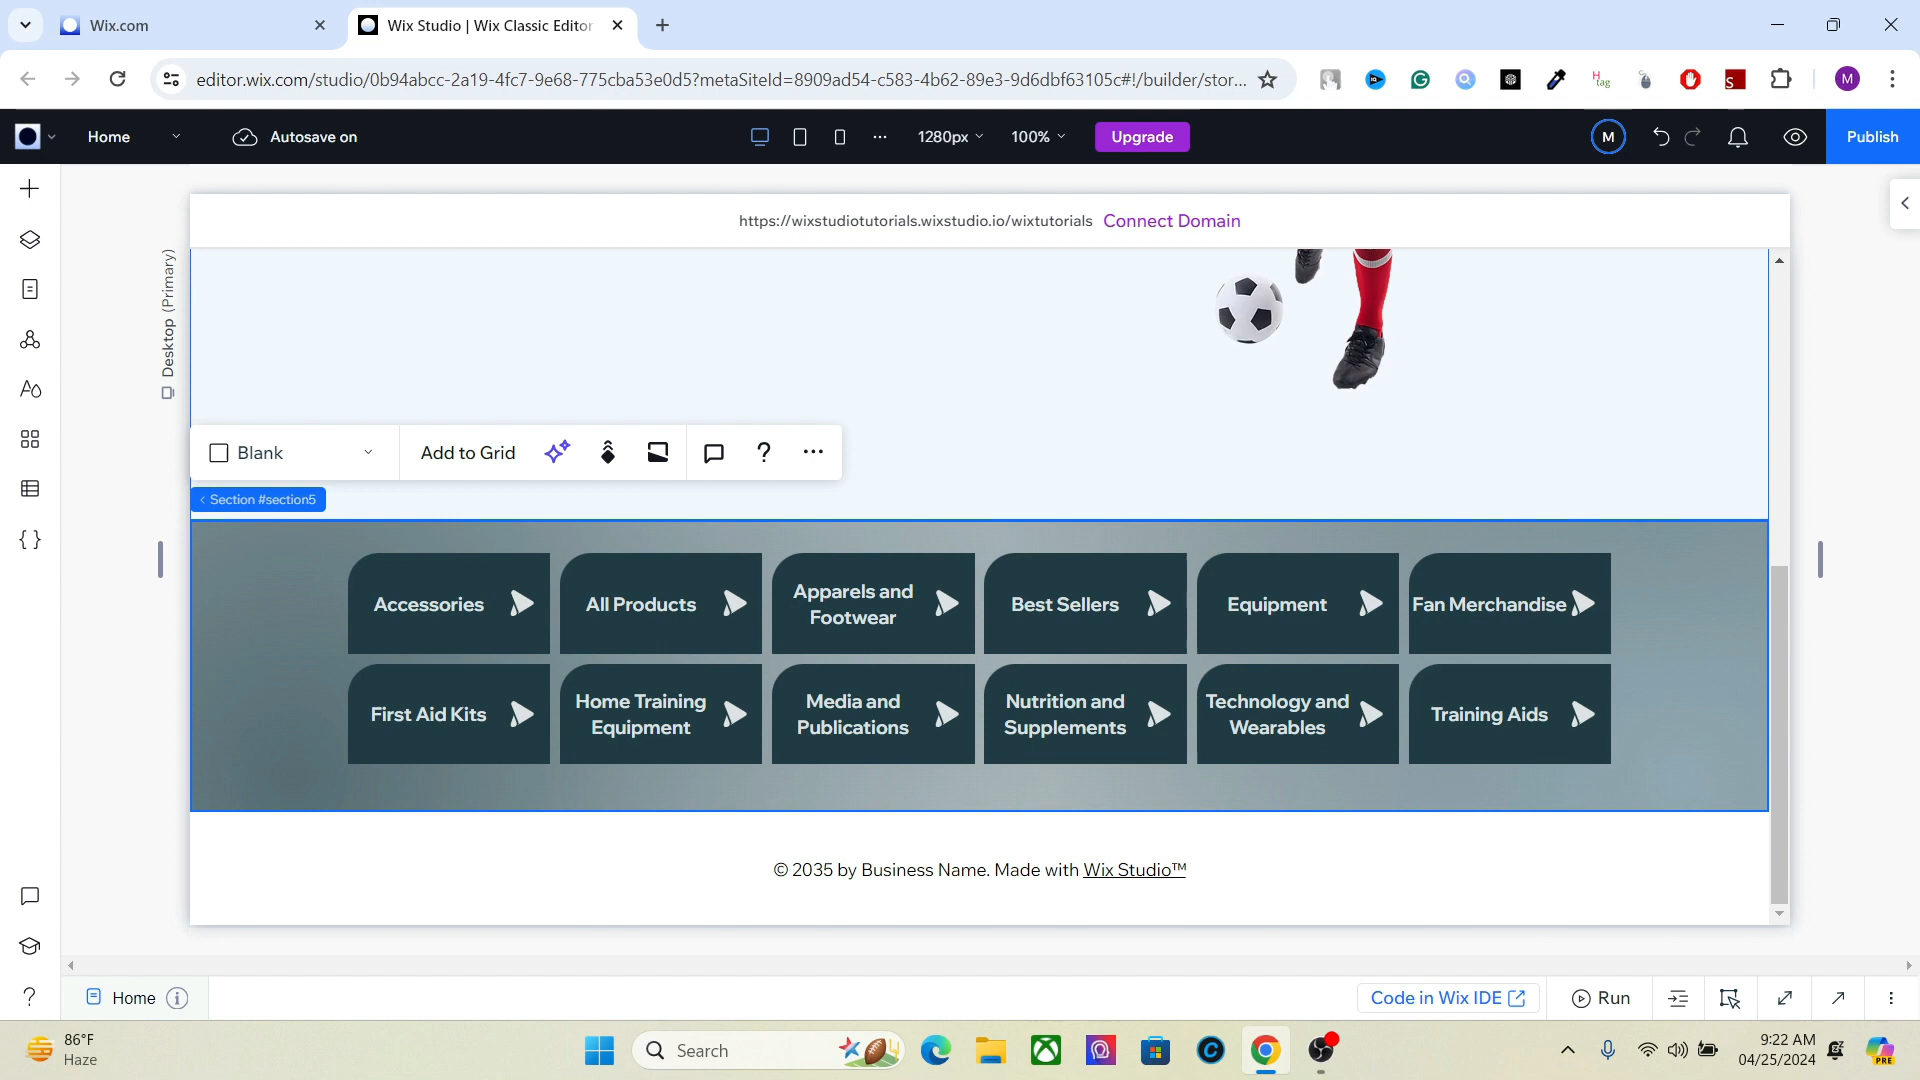 Wix.com
Wix Studio | Wix Classic Editor
editor.wix.com/studio/0b94abcc-2a19-4fc7-9e68-775cba53e0d5?metaSiteId=8909ad54-c583-4b62-89e3-9d6dbf63105c#!/builder/stor...
H
tag
S
M
Home
Autosave on
1280px
100%
Upgrade
M
Publish
https://wixstudiotutorials.wixstudio.io/wixtutorials Connect Domain
Desktop (Primary)
Blank
Add to Grid
Section #section5
Accessories
All Products
Apparels and
Footwear
Best Sellers
Equipment
Fan Merchandise
First Aid Kits
Home Training
Equipment
Media and
Publications
Nutrition and
Supplements
Technology and
Wearables
Training Aids
© 2035 by Business Name. Made with Wix Studio™
Home
Code in Wix IDE
Run
86°F
Haze
Search
9:22 AM
04/25/2024
PRE